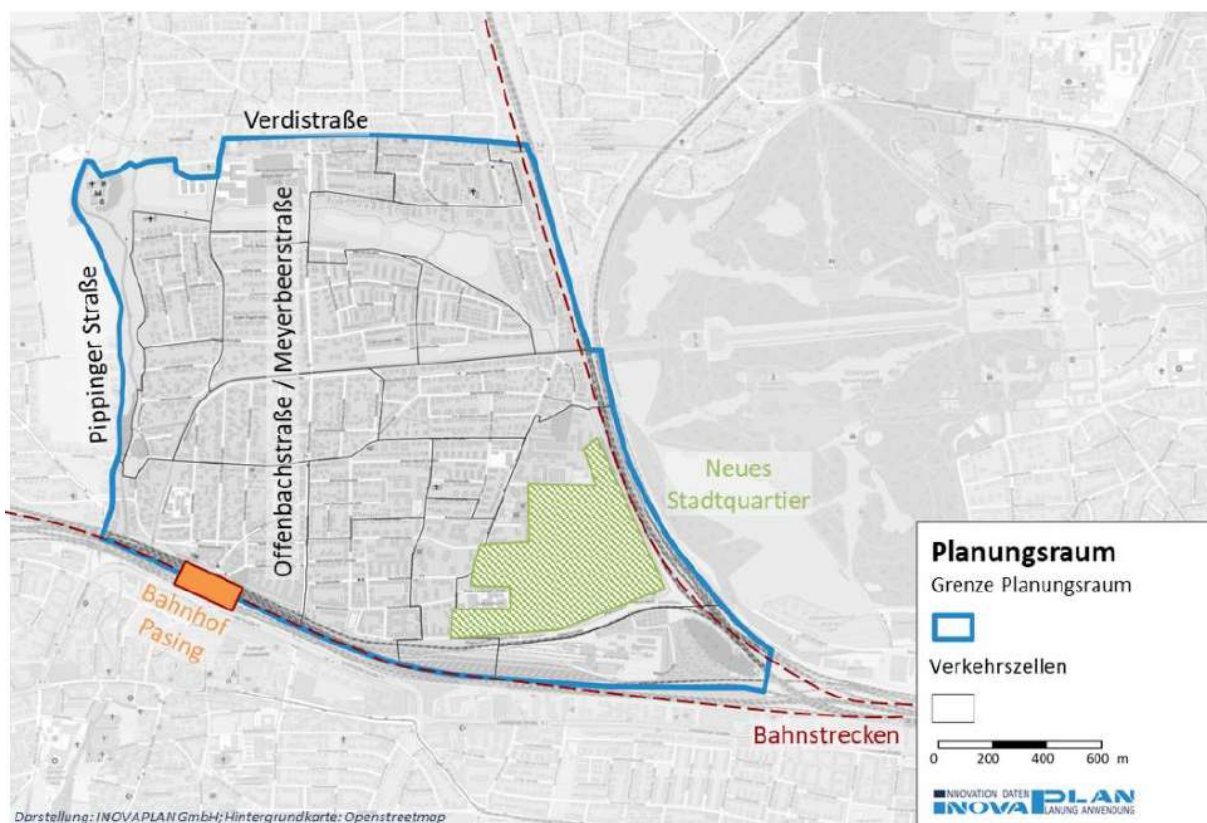 Verdistraße
Pippinger Straße
Offenbachstraße / Meyerbeerstraße
Neues
Stadtquartier
Bahnhof
Pasing
Bahnstrecken
Planungsraum
Grenze Planungsraum
Verkehrszellen
0 200 400 600 m
INNOVATION DATEN PLANUNG ANWENDUNG
INOVAPLAN
Darstellung: INOVAPLAN GmbH; Hintergrundkarte: Openstreetmap